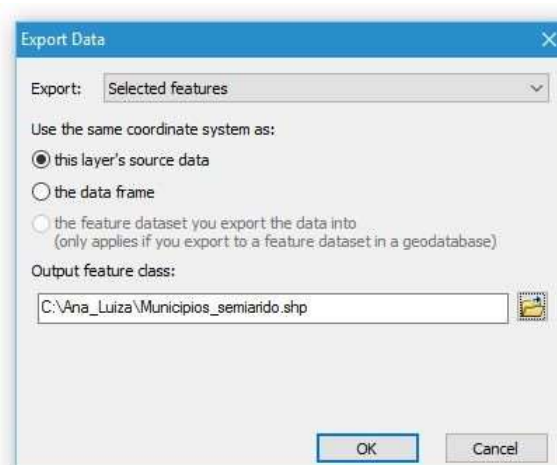 Export Data
Export: Selected features
Use the same coordinate system as:
this layer's source data
the data frame
the feature dataset you export the data into
(only applies if you export to a feature dataset in a geodatabase)
Output feature class:
C:\Ana_Luiza\Municipios_semiarido.shp
OK Cancel